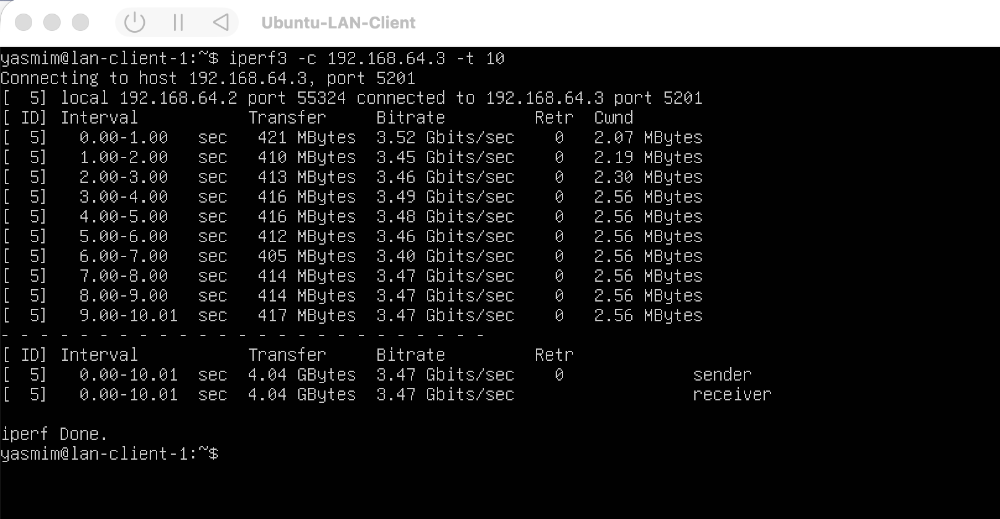 Ubuntu-LAN-Client
yasmim@lan-client-1:~$ iperf3 -c 192.168.64.3 -t 10
Connecting to host 192.168.64.3, port 5201
[  5] local 192.168.64.2 port 55324 connected to 192.168.64.3 port 5201
[ ID] Interval           Transfer     Bitrate         Retr  Cwnd
[  5]   0.00-1.00   sec   421 MBytes  3.52 Gbits/sec    0   2.07 MBytes
[  5]   1.00-2.00   sec   410 MBytes  3.45 Gbits/sec    0   2.19 MBytes
[  5]   2.00-3.00   sec   413 MBytes  3.46 Gbits/sec    0   2.30 MBytes
[  5]   3.00-4.00   sec   416 MBytes  3.49 Gbits/sec    0   2.56 MBytes
[  5]   4.00-5.00   sec   416 MBytes  3.48 Gbits/sec    0   2.56 MBytes
[  5]   5.00-6.00   sec   412 MBytes  3.46 Gbits/sec    0   2.56 MBytes
[  5]   6.00-7.00   sec   405 MBytes  3.40 Gbits/sec    0   2.56 MBytes
[  5]   7.00-8.00   sec   414 MBytes  3.47 Gbits/sec    0   2.56 MBytes
[  5]   8.00-9.00   sec   414 MBytes  3.47 Gbits/sec    0   2.56 MBytes
[  5]   9.00-10.01  sec   417 MBytes  3.47 Gbits/sec    0   2.56 MBytes
- - - - - - - - - - - - - - - - - - - - - - - - -
[ ID] Interval           Transfer     Bitrate         Retr
[  5]   0.00-10.01  sec  4.04 GBytes  3.47 Gbits/sec    0             sender
[  5]   0.00-10.01  sec  4.04 GBytes  3.47 Gbits/sec                  receiver
iperf Done.
yasmim@lan-client-1:~$